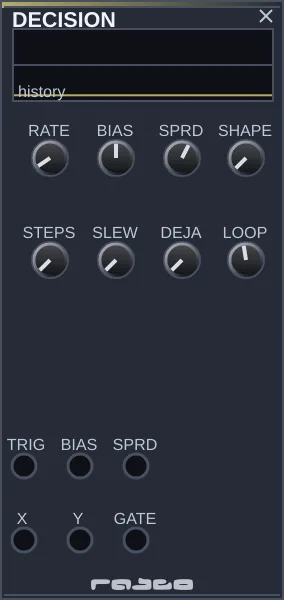 DECISION
history
RATE BIAS SPRD SHAPE
STEPS SLEW DEJA LOOP
TRIG BIAS SPRD
X Y GATE